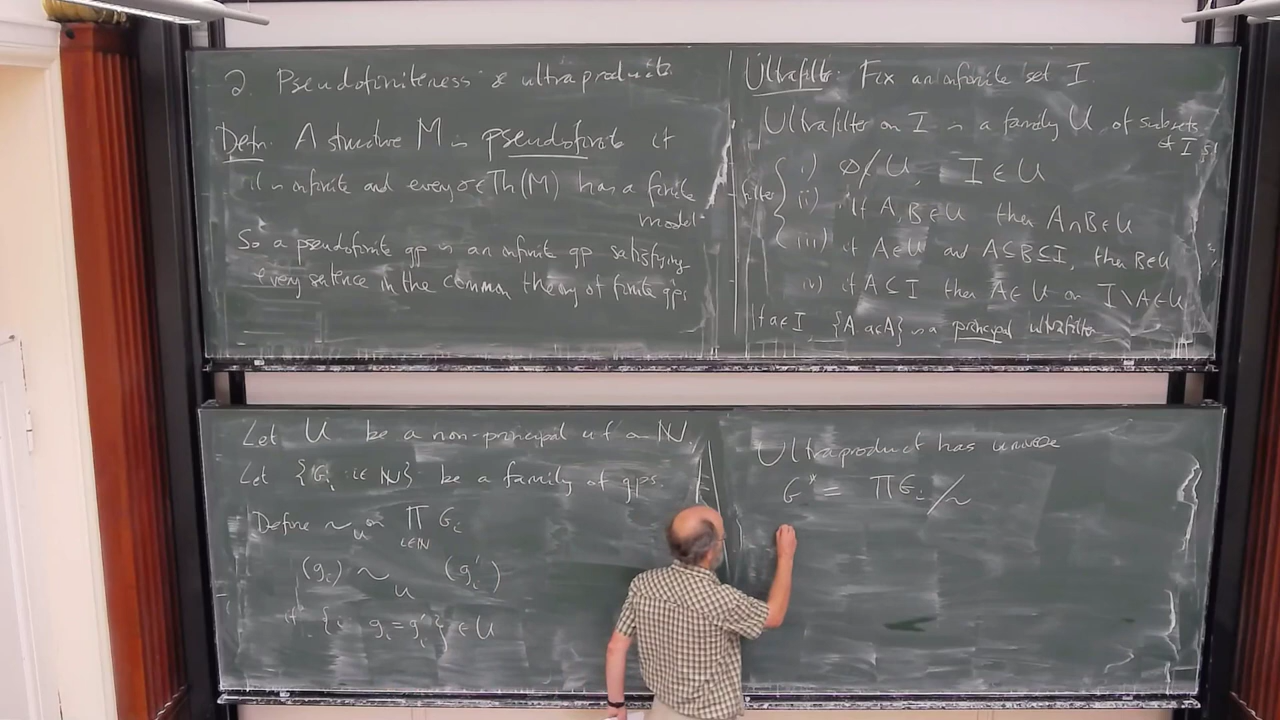 2. Pseudofiniteness & ultraproducts
Defn. A structure M is pseudofinite if
it is infinite and every σ∈Th(M) has a finite
model.
So a pseudofinite gp is an infinite gp satisfying
every sentence in the common theory of finite gps
Ultrafilter: Fix an infinite set I.
Ultrafilter on I is a family U of subsets
of I st
filter
i) ∅∉U, I∈U
ii) If A,B∈U then A∩B∈U
iii) if A∈U and A⊆B⊆I, then B∈U
iv) if A⊆I then A∈U or I\A∈U
If a∈I {A: a∈A} is a principal ultrafilter
Let U be a non-principal uf on N.
Let {G_i : i∈N} be a family of gps.
Define ~_U on ∏ G_i
i∈N
(g_i) ~_U (g_i')
if {i: g_i = g_i'} ∈ U
Ultraproduct has universe
G* = ∏G_i/~